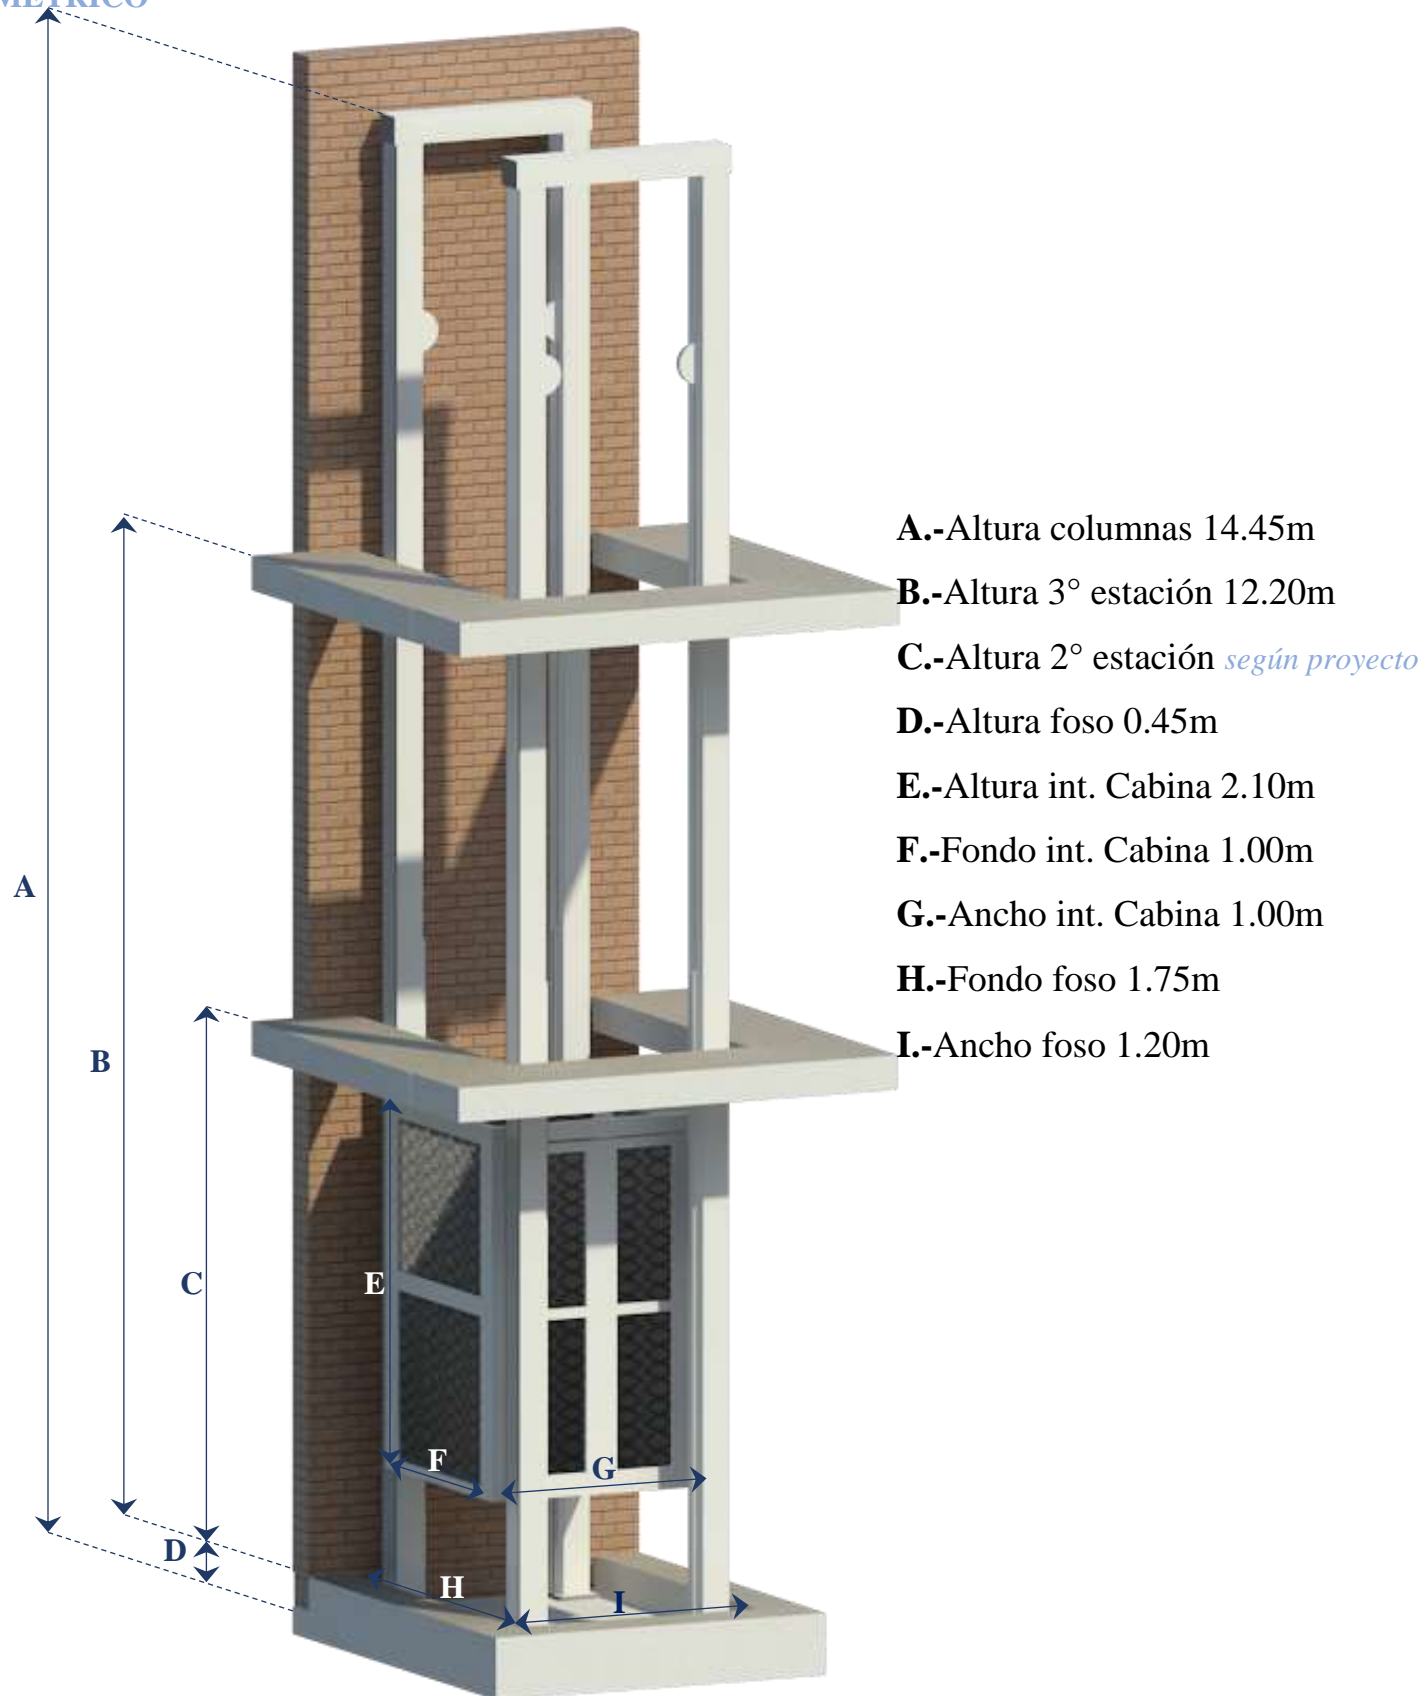 A.-Altura columnas 14.45m
B.-Altura 3° estación 12.20m
C.-Altura 2° estación según proyecto
D.-Altura foso 0.45m
E.-Altura int. Cabina 2.10m
F.-Fondo int. Cabina 1.00m
G.-Ancho int. Cabina 1.00m
H.-Fondo foso 1.75m
I.-Ancho foso 1.20m
A
B
C
E
F
G
D
H
I